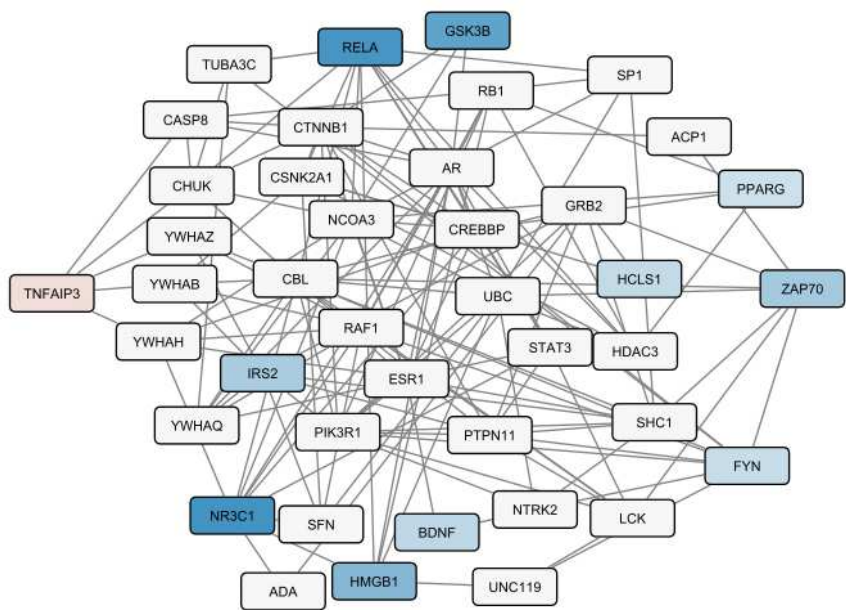 GSK3B
RELA
TUBA3C
SP1
RB1
CASP8
CTNNB1
ACP1
AR
CSNK2A1
CHUK
PPARG
GRB2
NCOA3
CREBBP
YWHAZ
HCLS1
CBL
YWHAB
ZAP70
TNFAIP3
UBC
RAF1
YWHAH
STAT3
HDAC3
IRS2
ESR1
YWHAQ
PIK3R1
PTPN11
SHC1
FYN
NR3C1
SFN
NTRK2
LCK
BDNF
ADA
HMGB1
UNC119